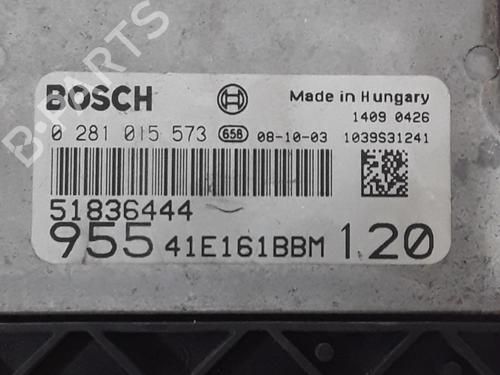 B-PARTS
BOSCH
Made in Hungary
1409 0426
0 281 015 573 658 08-10-03 1039S31241
51836444
955 41E161BBM 120